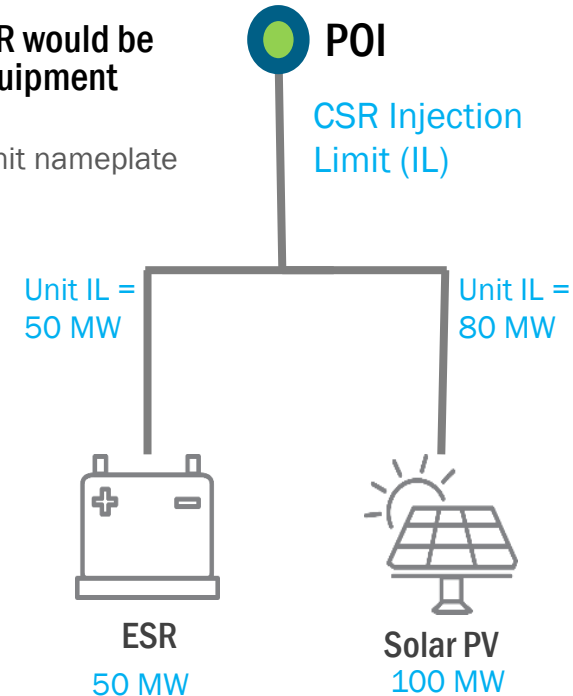 R would be
uipment
nit nameplate
POI
CSR Injection
Limit (IL)
Unit IL =
50 MW
Unit IL =
80 MW
ESR
50 MW
Solar PV
100 MW